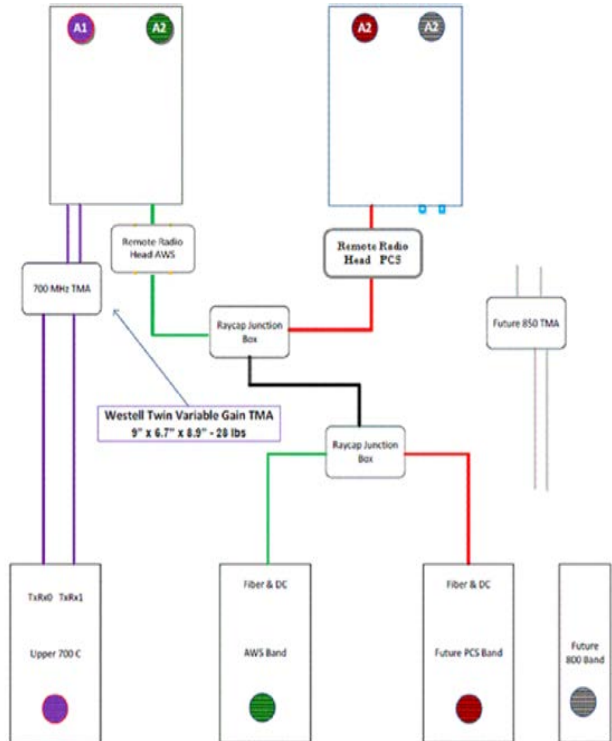 A1
A2
A2
A2
Remote Radio
Head AWS
Remote Radio
Head PCS
700 MHz TMA
Raycap Junction
Box
Future 850 TMA
Westell Twin Variable Gain TMA
9" x 6.7" x 8.9" - 28 lbs
Raycap Junction
Box
TxRx0 TxRx1
Upper 700 C
Fiber & DC
AWS Band
Fiber & DC
Future PCS Band
Future
800 Band